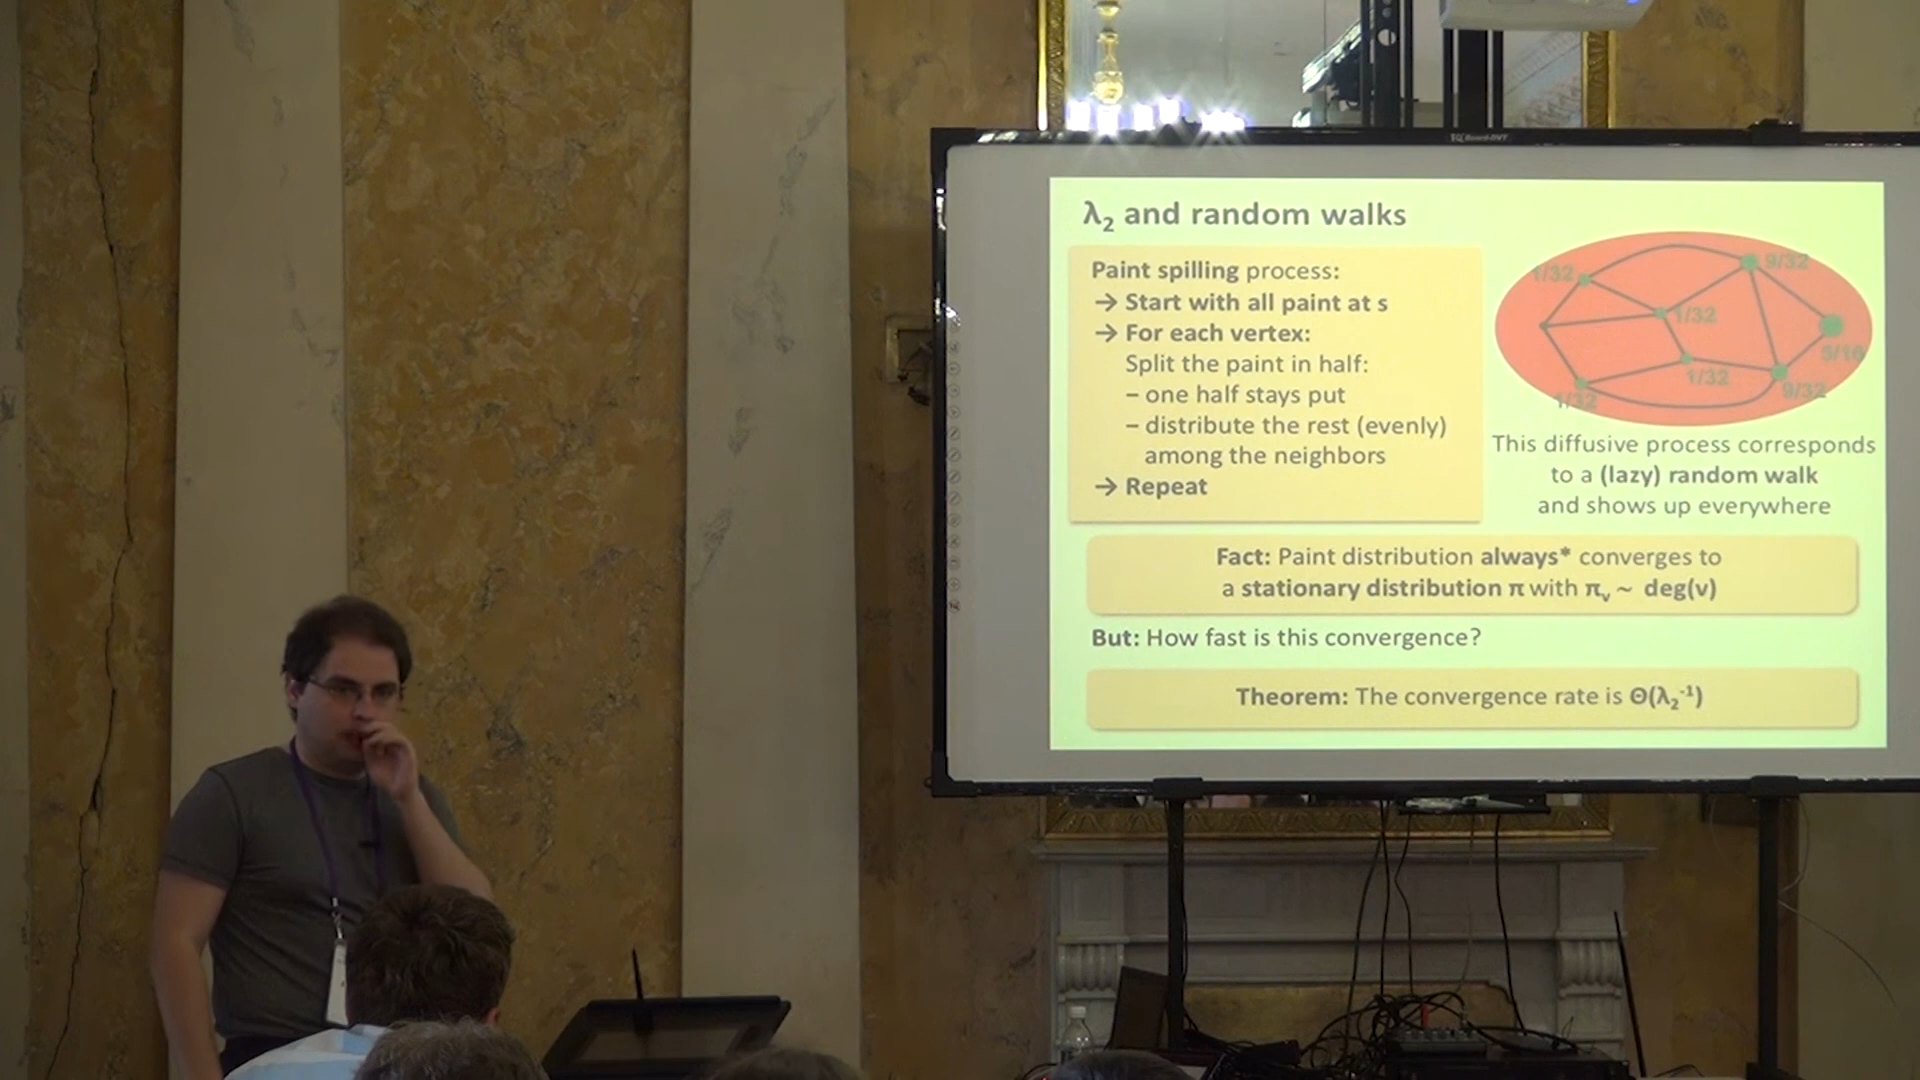 λ₂ and random walks
Paint spilling process:
→ Start with all paint at s
→ For each vertex:
Split the paint in half:
– one half stays put
– distribute the rest (evenly)
among the neighbors
→ Repeat
1/32
9/32
1/32
5/16
1/32
9/32
1/32
This diffusive process corresponds
to a (lazy) random walk
and shows up everywhere
Fact: Paint distribution always* converges to
a stationary distribution π with πᵥ ~ deg(v)
But: How fast is this convergence?
Theorem: The convergence rate is Θ(λ₂⁻¹)